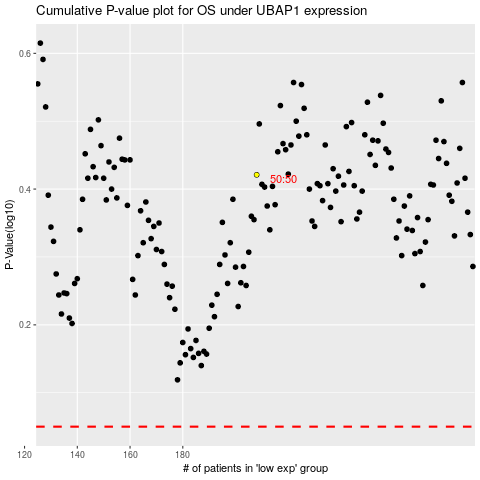 Cumulative P-value plot for OS under UBAP1 expression
P-Value(log10)
0.6
0.4
0.2
50:50
120 140 160 180
# of patients in 'low exp' group